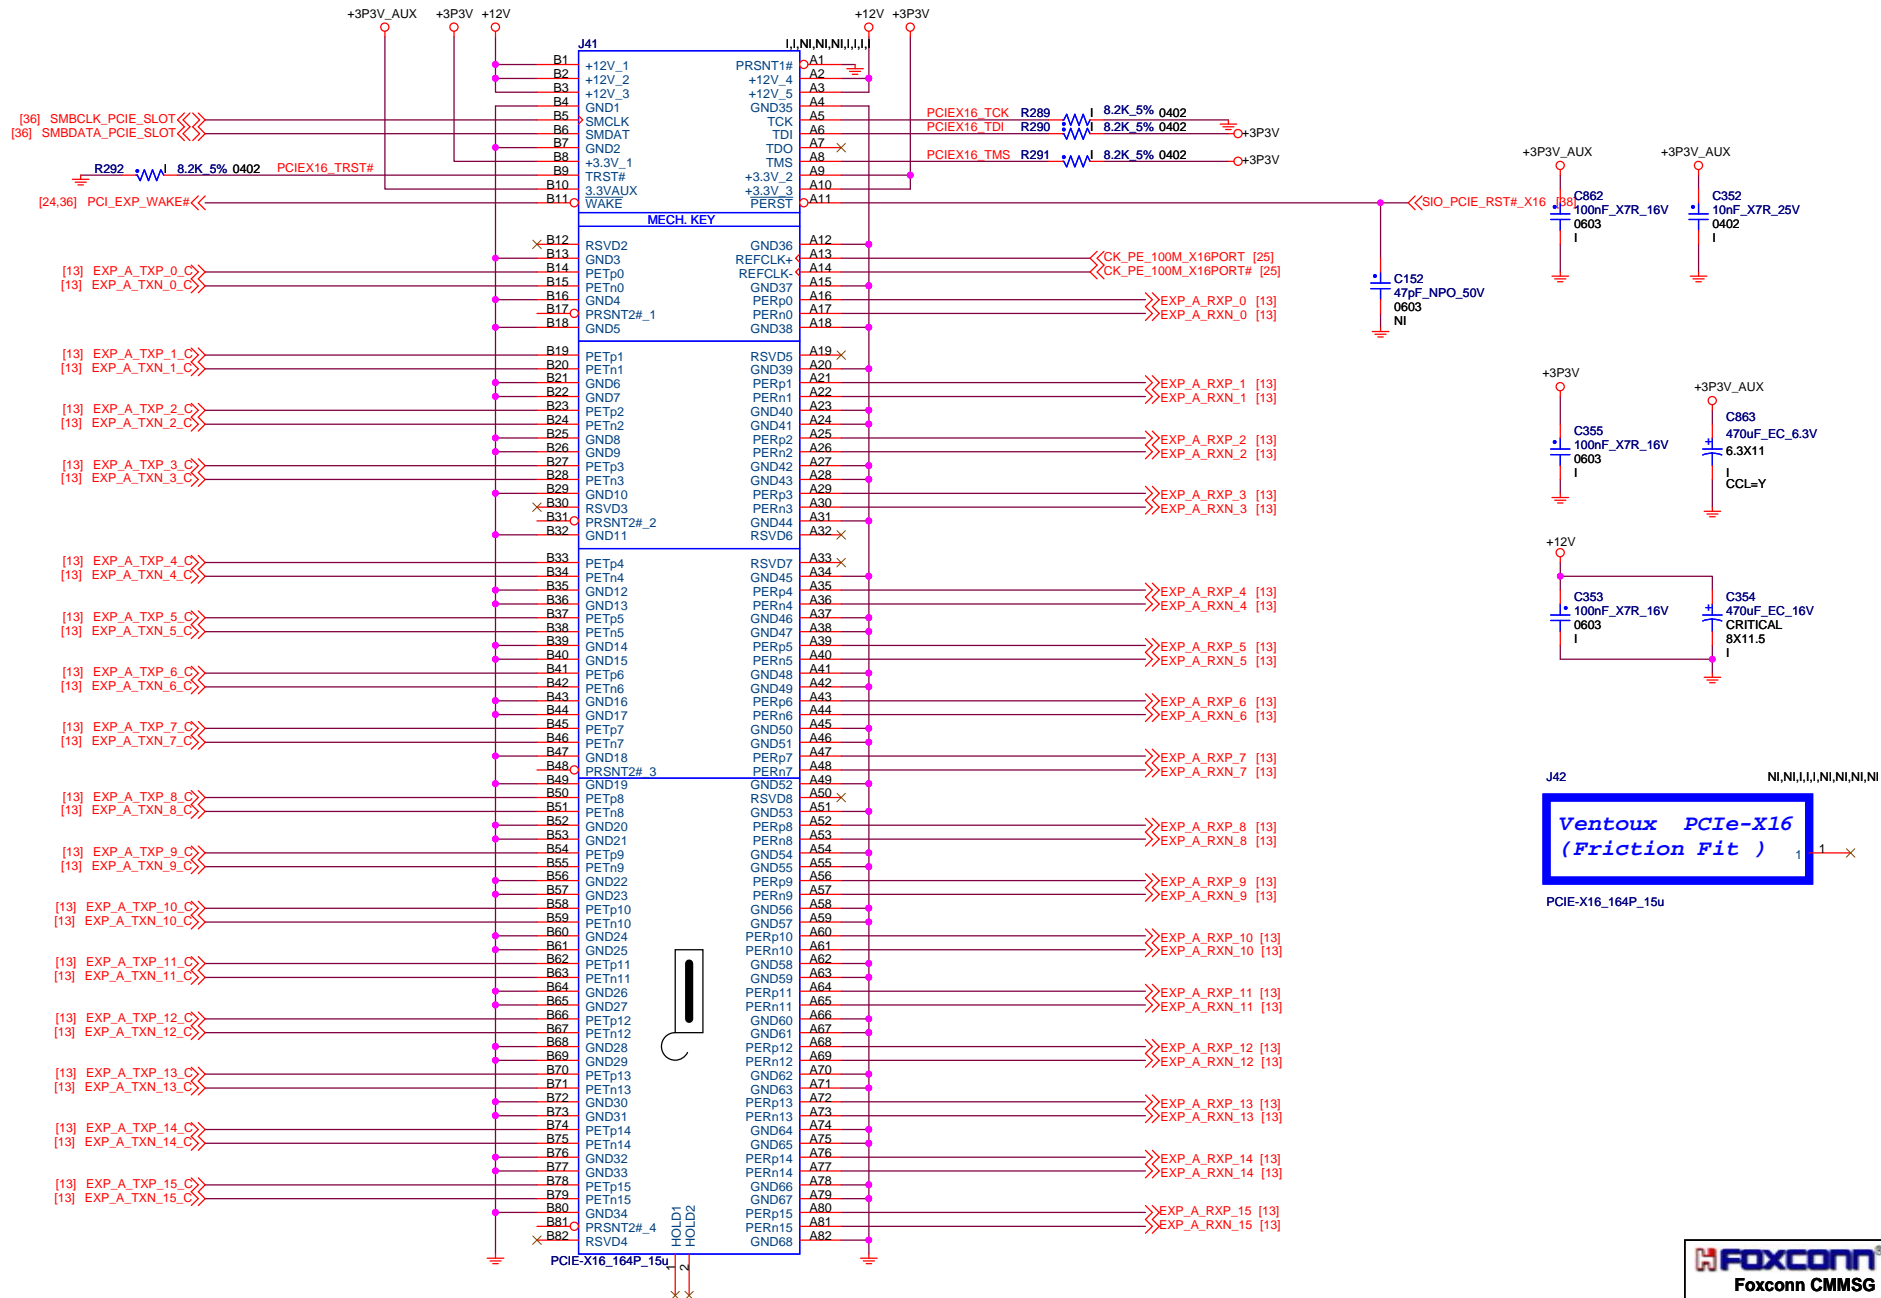 +3P3V_AUX +3P3V +12V +12V +3P3V
J41 I,I,NI,NI,NI,I,I,I,I
B1 +12V_1 PRSNT1# A1
B2 +12V_2 +12V_4 A2
B3 +12V_3 +12V_5 A3
B4 GND1 GND35 A4
[36] SMBCLK_PCIE_SLOT B5 SMCLK TCK A5 PCIEX16_TCK R289 I 8.2K_5% 0402
[36] SMBDATA_PCIE_SLOT B6 SMDAT TDI A6 PCIEX16_TDI R290 I 8.2K_5% 0402 +3P3V
B7 GND2 TDO A7
B8 +3.3V_1 TMS A8 PCIEX16_TMS R291 I 8.2K_5% 0402 +3P3V
R292 I 8.2K_5% 0402 PCIEX16_TRST# B9 TRST# +3.3V_2 A9
B10 3.3VAUX +3.3V_3 A10
[24,36] PCI_EXP_WAKE# B11 WAKE PERST A11 SIO_PCIE_RST#_X16 [38]
MECH. KEY
B12 RSVD2 GND36 A12
B13 GND3 REFCLK+ A13 CK_PE_100M_X16PORT [25]
[13] EXP_A_TXP_0_C B14 PETp0 REFCLK- A14 CK_PE_100M_X16PORT# [25]
[13] EXP_A_TXN_0_C B15 PETn0 GND37 A15
B16 GND4 PERp0 A16 EXP_A_RXP_0 [13]
B17 PRSNT2#_1 PERn0 A17 EXP_A_RXN_0 [13]
B18 GND5 GND38 A18
[13] EXP_A_TXP_1_C B19 PETp1 RSVD5 A19
[13] EXP_A_TXN_1_C B20 PETn1 GND39 A20
B21 GND6 PERp1 A21 EXP_A_RXP_1 [13]
B22 GND7 PERn1 A22 EXP_A_RXN_1 [13]
[13] EXP_A_TXP_2_C B23 PETp2 GND40 A23
[13] EXP_A_TXN_2_C B24 PETn2 GND41 A24
B25 GND8 PERp2 A25 EXP_A_RXP_2 [13]
B26 GND9 PERn2 A26 EXP_A_RXN_2 [13]
[13] EXP_A_TXP_3_C B27 PETp3 GND42 A27
[13] EXP_A_TXN_3_C B28 PETn3 GND43 A28
B29 GND10 PERp3 A29 EXP_A_RXP_3 [13]
B30 RSVD3 PERn3 A30 EXP_A_RXN_3 [13]
B31 PRSNT2#_2 GND44 A31
B32 GND11 RSVD6 A32
[13] EXP_A_TXP_4_C B33 PETp4 RSVD7 A33
[13] EXP_A_TXN_4_C B34 PETn4 GND45 A34
B35 GND12 PERp4 A35 EXP_A_RXP_4 [13]
B36 GND13 PERn4 A36 EXP_A_RXN_4 [13]
[13] EXP_A_TXP_5_C B37 PETp5 GND46 A37
[13] EXP_A_TXN_5_C B38 PETn5 GND47 A38
B39 GND14 PERp5 A39 EXP_A_RXP_5 [13]
B40 GND15 PERn5 A40 EXP_A_RXN_5 [13]
[13] EXP_A_TXP_6_C B41 PETp6 GND48 A41
[13] EXP_A_TXN_6_C B42 PETn6 GND49 A42
B43 GND16 PERp6 A43 EXP_A_RXP_6 [13]
B44 GND17 PERn6 A44 EXP_A_RXN_6 [13]
[13] EXP_A_TXP_7_C B45 PETp7 GND50 A45
[13] EXP_A_TXN_7_C B46 PETn7 GND51 A46
B47 GND18 PERp7 A47 EXP_A_RXP_7 [13]
B48 PRSNT2#_3 PERn7 A48 EXP_A_RXN_7 [13]
B49 GND19 GND52 A49
[13] EXP_A_TXP_8_C B50 PETp8 RSVD8 A50
[13] EXP_A_TXN_8_C B51 PETn8 GND53 A51
B52 GND20 PERp8 A52 EXP_A_RXP_8 [13]
B53 GND21 PERn8 A53 EXP_A_RXN_8 [13]
[13] EXP_A_TXP_9_C B54 PETp9 GND54 A54
[13] EXP_A_TXN_9_C B55 PETn9 GND55 A55
B56 GND22 PERp9 A56 EXP_A_RXP_9 [13]
B57 GND23 PERn9 A57 EXP_A_RXN_9 [13]
[13] EXP_A_TXP_10_C B58 PETp10 GND56 A58
[13] EXP_A_TXN_10_C B59 PETn10 GND57 A59
B60 GND24 PERp10 A60 EXP_A_RXP_10 [13]
B61 GND25 PERn10 A61 EXP_A_RXN_10 [13]
[13] EXP_A_TXP_11_C B62 PETp11 GND58 A62
[13] EXP_A_TXN_11_C B63 PETn11 GND59 A63
B64 GND26 PERp11 A64 EXP_A_RXP_11 [13]
B65 GND27 PERn11 A65 EXP_A_RXN_11 [13]
[13] EXP_A_TXP_12_C B66 PETp12 GND60 A66
[13] EXP_A_TXN_12_C B67 PETn12 GND61 A67
B68 GND28 PERp12 A68 EXP_A_RXP_12 [13]
B69 GND29 PERn12 A69 EXP_A_RXN_12 [13]
[13] EXP_A_TXP_13_C B70 PETp13 GND62 A70
[13] EXP_A_TXN_13_C B71 PETn13 GND63 A71
B72 GND30 PERp13 A72 EXP_A_RXP_13 [13]
B73 GND31 PERn13 A73 EXP_A_RXN_13 [13]
[13] EXP_A_TXP_14_C B74 PETp14 GND64 A74
[13] EXP_A_TXN_14_C B75 PETn14 GND65 A75
B76 GND32 PERp14 A76 EXP_A_RXP_14 [13]
B77 GND33 PERn14 A77 EXP_A_RXN_14 [13]
[13] EXP_A_TXP_15_C B78 PETp15 GND66 A78
[13] EXP_A_TXN_15_C B79 PETn15 GND67 A79
B80 GND34 PERp15 A80 EXP_A_RXP_15 [13]
B81 PRSNT2#_4 PERn15 A81 EXP_A_RXN_15 [13]
B82 RSVD4 GND68 A82
HOLD1 HOLD2
PCIE-X16_164P_15u 1 2
+3P3V_AUX
C862
100nF_X7R_16V
0603
I
+3P3V_AUX
C352
10nF_X7R_25V
0402
I
C152
47pF_NPO_50V
0603
NI
+3P3V
C355
100nF_X7R_16V
0603
I
+3P3V_AUX
C863
470uF_EC_6.3V
6.3X11
I
CCL=Y
+12V
C353
100nF_X7R_16V
0603
I
C354
470uF_EC_16V
CRITICAL
8X11.5
I
J42 NI,NI,I,I,I,NI,NI,NI,NI
Ventoux PCIe-X16
(Friction Fit ) 1 1
PCIE-X16_164P_15u
FOXCONN®
Foxconn CMMSG